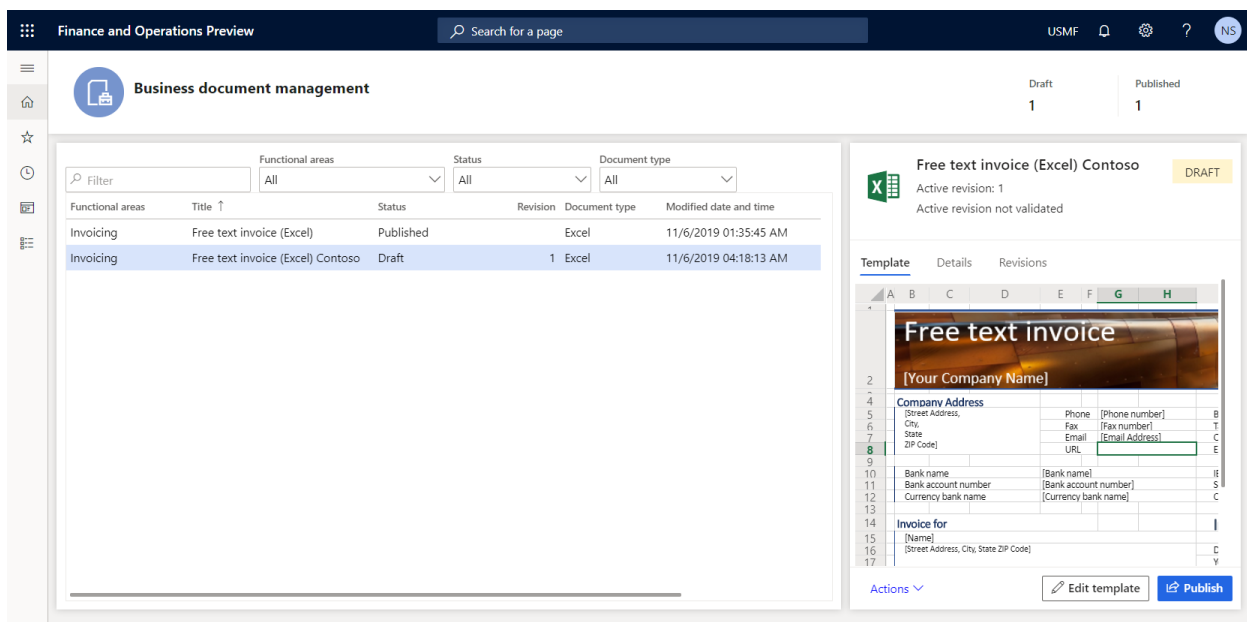 Finance and Operations Preview
Search for a page
USMF
?
NS
Business document management
Draft
1
Published
1
Functional areas
Status
Document type
Filter
All
All
All
Functional areas Title ↑ Status Revision Document type Modified date and time
Invoicing Free text invoice (Excel) Published Excel 11/6/2019 01:35:45 AM
Invoicing Free text invoice (Excel) Contoso Draft 1 Excel 11/6/2019 04:18:13 AM
Free text invoice (Excel) Contoso
DRAFT
Active revision: 1
Active revision not validated
Template Details Revisions
A B C D E F G H
Free text invoice
2 [Your Company Name]
4 Company Address
5 [Street Address, Phone [Phone number] B
6 City, Fax [Fax number] T
7 State Email [Email Address] C
8 ZIP Code] URL E
9
10 Bank name [Bank name] IE
11 Bank account number [Bank account number] S
12 Currency bank name [Currency bank name] C
13
14 Invoice for
15 [Name]
16 [Street Address, City, State ZIP Code] D
17
Actions
Edit template
Publish